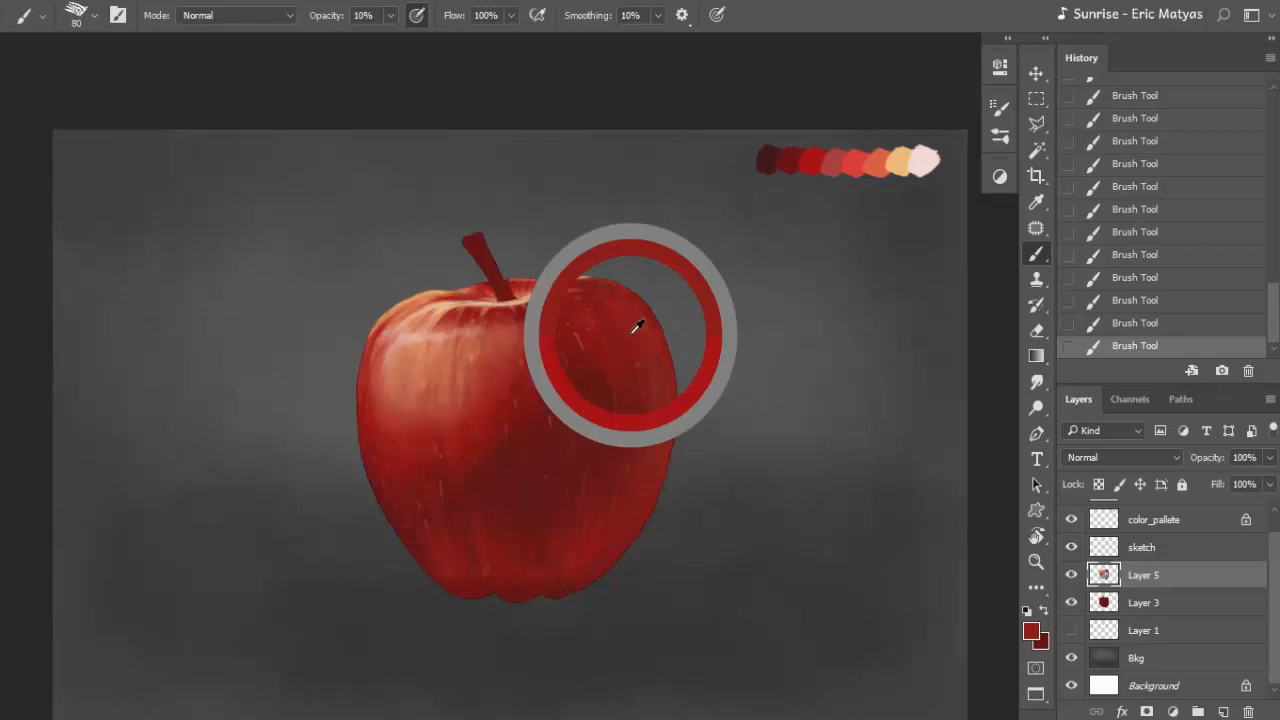 80
Mode: Normal
Opacity: 10%
Flow: 100%
Smoothing: 10%
Sunrise - Eric Matyas
History
Brush Tool
Brush Tool
Brush Tool
Brush Tool
Brush Tool
Brush Tool
Brush Tool
Brush Tool
Brush Tool
Brush Tool
Brush Tool
Brush Tool
Layers Channels Paths
Kind
Normal Opacity: 100%
Lock: Fill: 100%
color_pallete
sketch
Layer 5
Layer 3
Layer 1
Bkg
Background